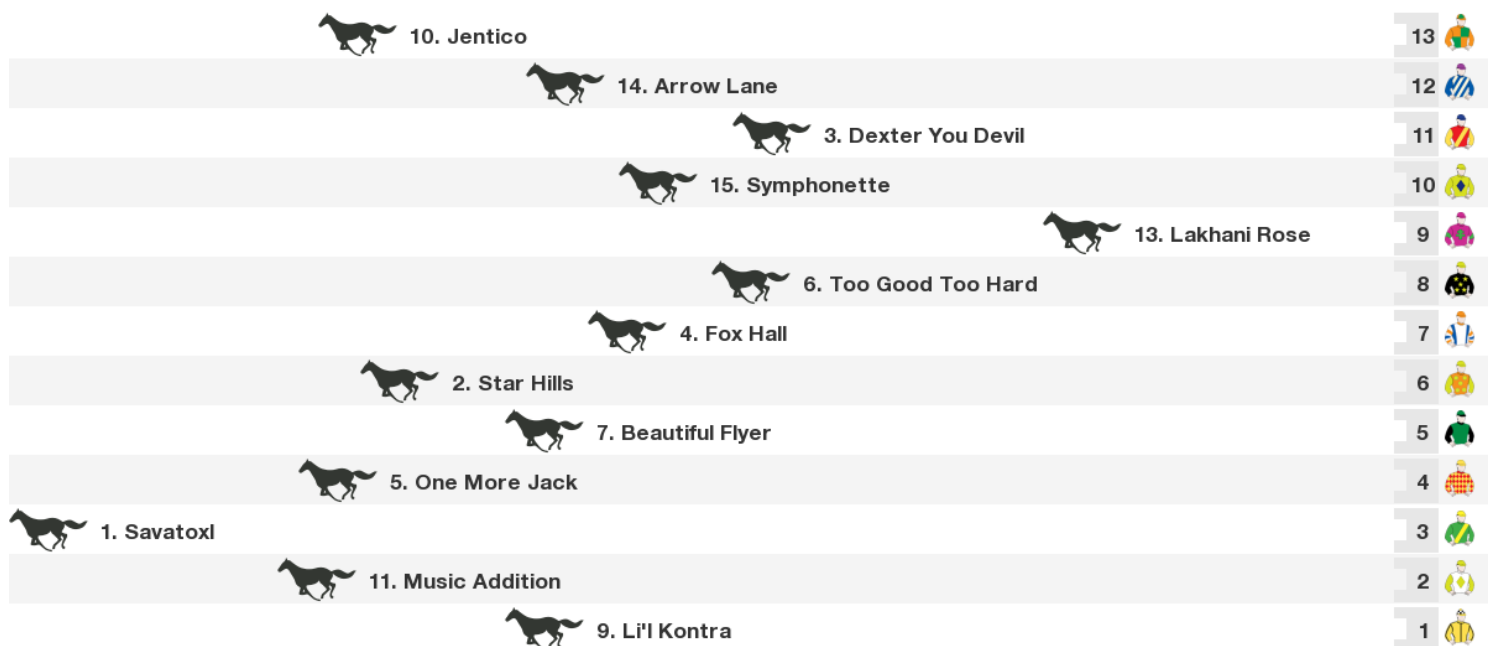 10. Jentico 13
14. Arrow Lane 12
3. Dexter You Devil 11
15. Symphonette 10
13. Lakhani Rose 9
6. Too Good Too Hard 8
4. Fox Hall 7
2. Star Hills 6
7. Beautiful Flyer 5
5. One More Jack 4
1. Savatoxl 3
11. Music Addition 2
9. Li'l Kontra 1